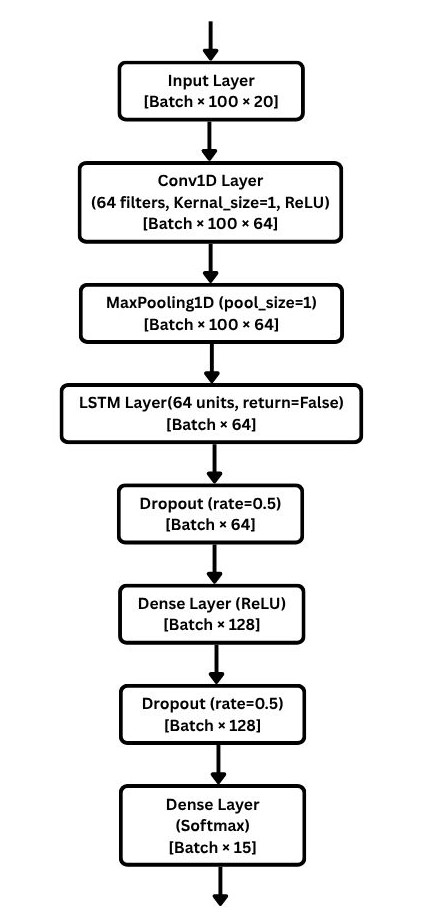 Input Layer
[Batch × 100 × 20]
Conv1D Layer
(64 filters, Kernal_size=1, ReLU)
[Batch × 100 × 64]
MaxPooling1D (pool_size=1)
[Batch × 100 × 64]
LSTM Layer(64 units, return=False)
[Batch × 64]
Dropout (rate=0.5)
[Batch × 64]
Dense Layer (ReLU)
[Batch × 128]
Dropout (rate=0.5)
[Batch × 128]
Dense Layer
(Softmax)
[Batch × 15]